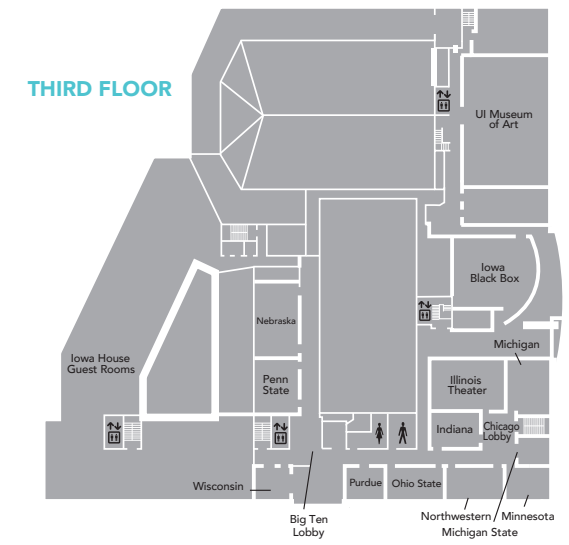 THIRD FLOOR
UI Museum
of Art
Iowa
Black Box
Nebraska
Michigan
Iowa House
Guest Rooms
Penn
State
Illinois
Theater
Indiana
Chicago
Lobby
Wisconsin
Purdue
Ohio State
Big Ten
Lobby
Northwestern
Minnesota
Michigan State